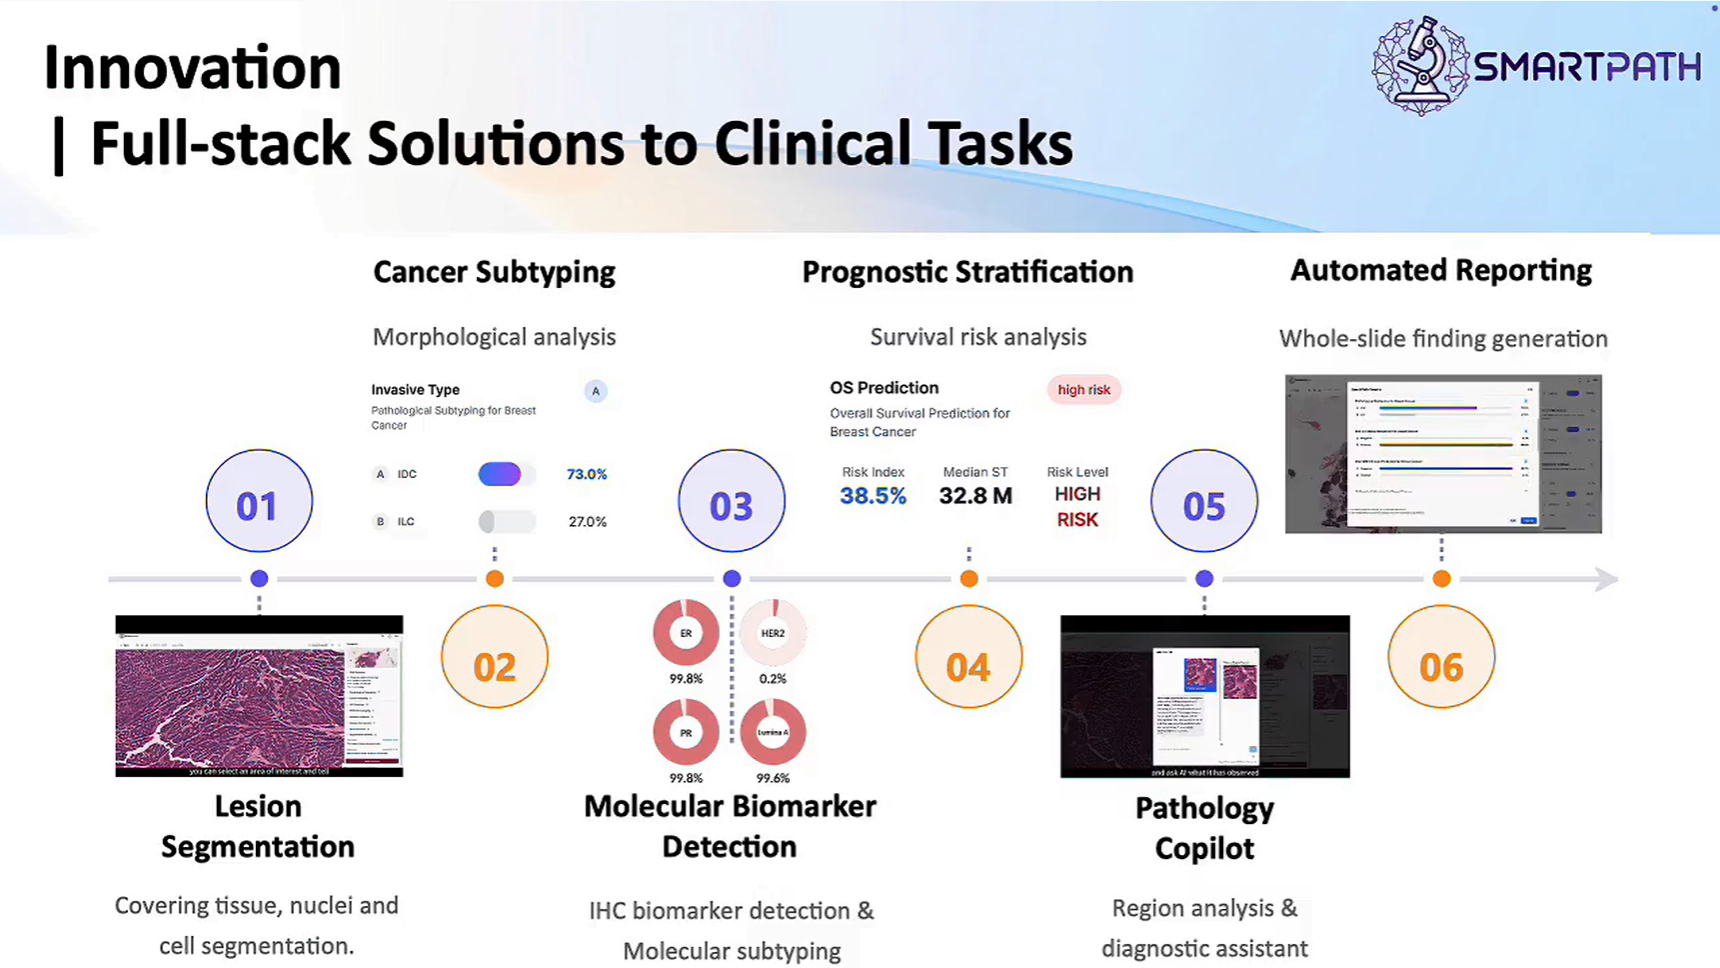 Innovation
| Full-stack Solutions to Clinical Tasks
SMARTPATH
Cancer Subtyping
Morphological analysis
Invasive Type
A
Pathological Subtyping for Breast
Cancer
A IDC 73.0%
B ILC 27.0%
Prognostic Stratification
Survival risk analysis
OS Prediction
high risk
Overall Survival Prediction for
Breast Cancer
Risk Index Median ST Risk Level
38.5% 32.8 M HIGH
RISK
Automated Reporting
Whole-slide finding generation
01
03
05
02
04
06
you can select an area of interest and tell
Lesion
Segmentation
Covering tissue, nuclei and
cell segmentation.
ER HER2
99.8% 0.2%
PR Lumina A
99.8% 99.6%
Molecular Biomarker
Detection
IHC biomarker detection &
Molecular subtyping
and ask AI what it has observed
Pathology
Copilot
Region analysis &
diagnostic assistant